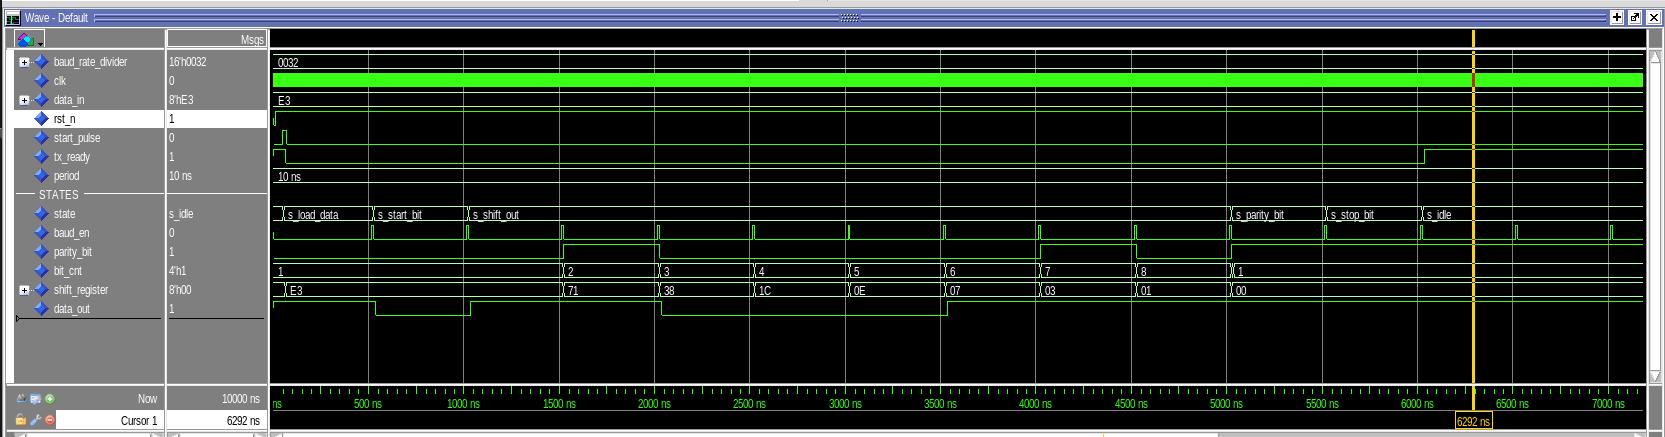 Wave - Default
Msgs
baud_rate_divider 16'h0032 0032
clk 0
data_in 8'hE3 E3
rst_n 1
start_pulse 0
tx_ready 1
period 10 ns 10 ns
STATES
state s_idle s_load_data s_start_bit s_shift_out s_parity_bit s_stop_bit s_idle
baud_en 0
parity_bit 1
bit_cnt 4'h1 1 2 3 4 5 6 7 8 1
shift_register 8'h00 E3 71 38 1C 0E 07 03 01 00
data_out 1
Now 10000 ns ns 500 ns 1000 ns 1500 ns 2000 ns 2500 ns 3000 ns 3500 ns 4000 ns 4500 ns 5000 ns 5500 ns 6000 ns 6500 ns 7000 ns
Cursor 1 6292 ns 6292 ns